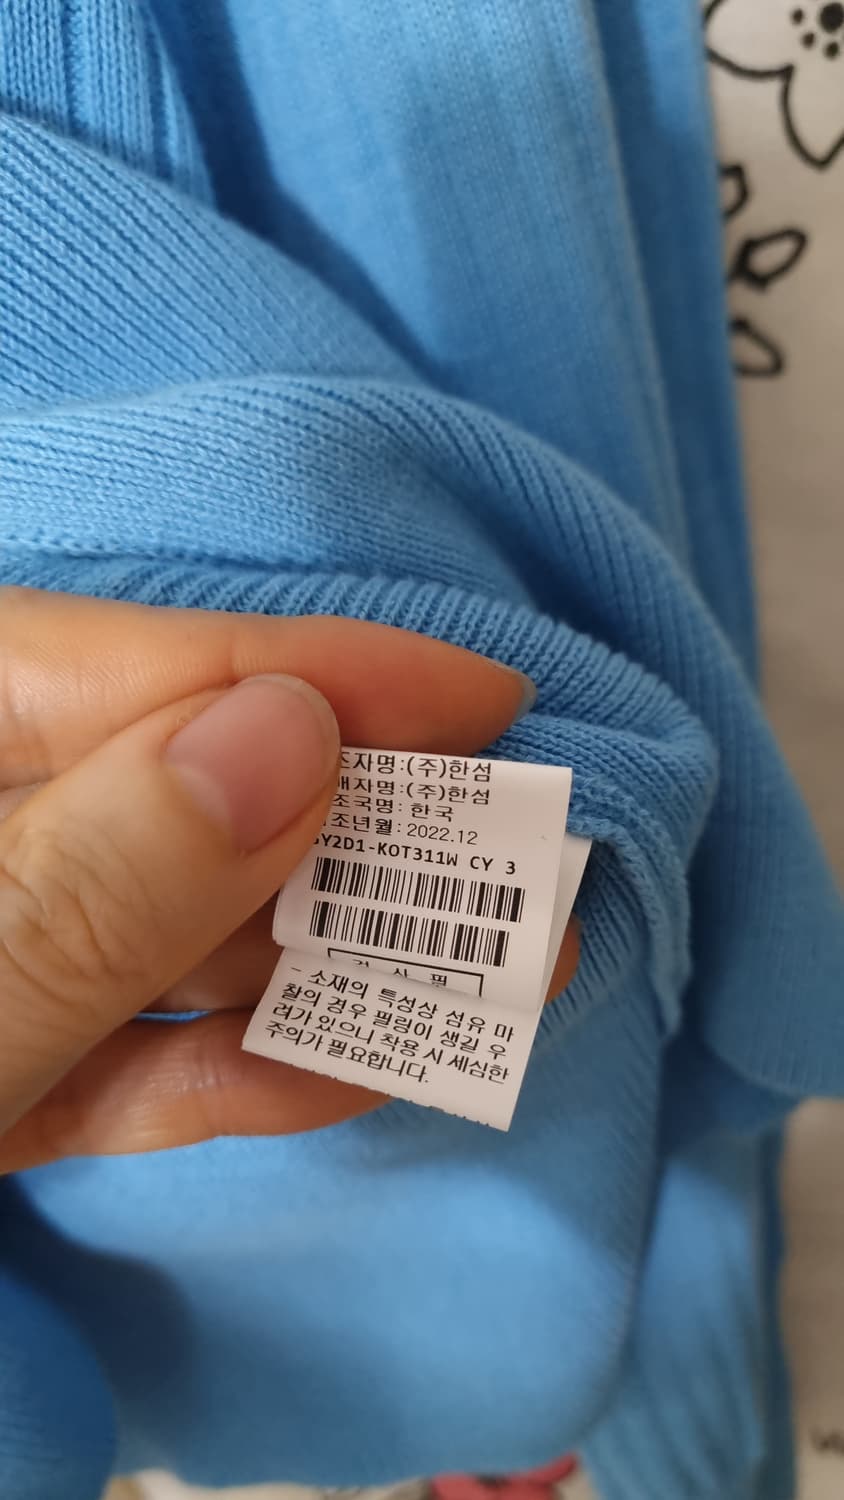 조자명:(주)한섬
매자명:(주)한섬
조국명: 한국
조년월: 2022.12
Y2D1-KOT311W CY 3
검 사 필
- 소재의 특성상 섬유 마
찰의 경우 필링이 생길 우
려가 있으니 착용 시 세심한
주의가 필요합니다.